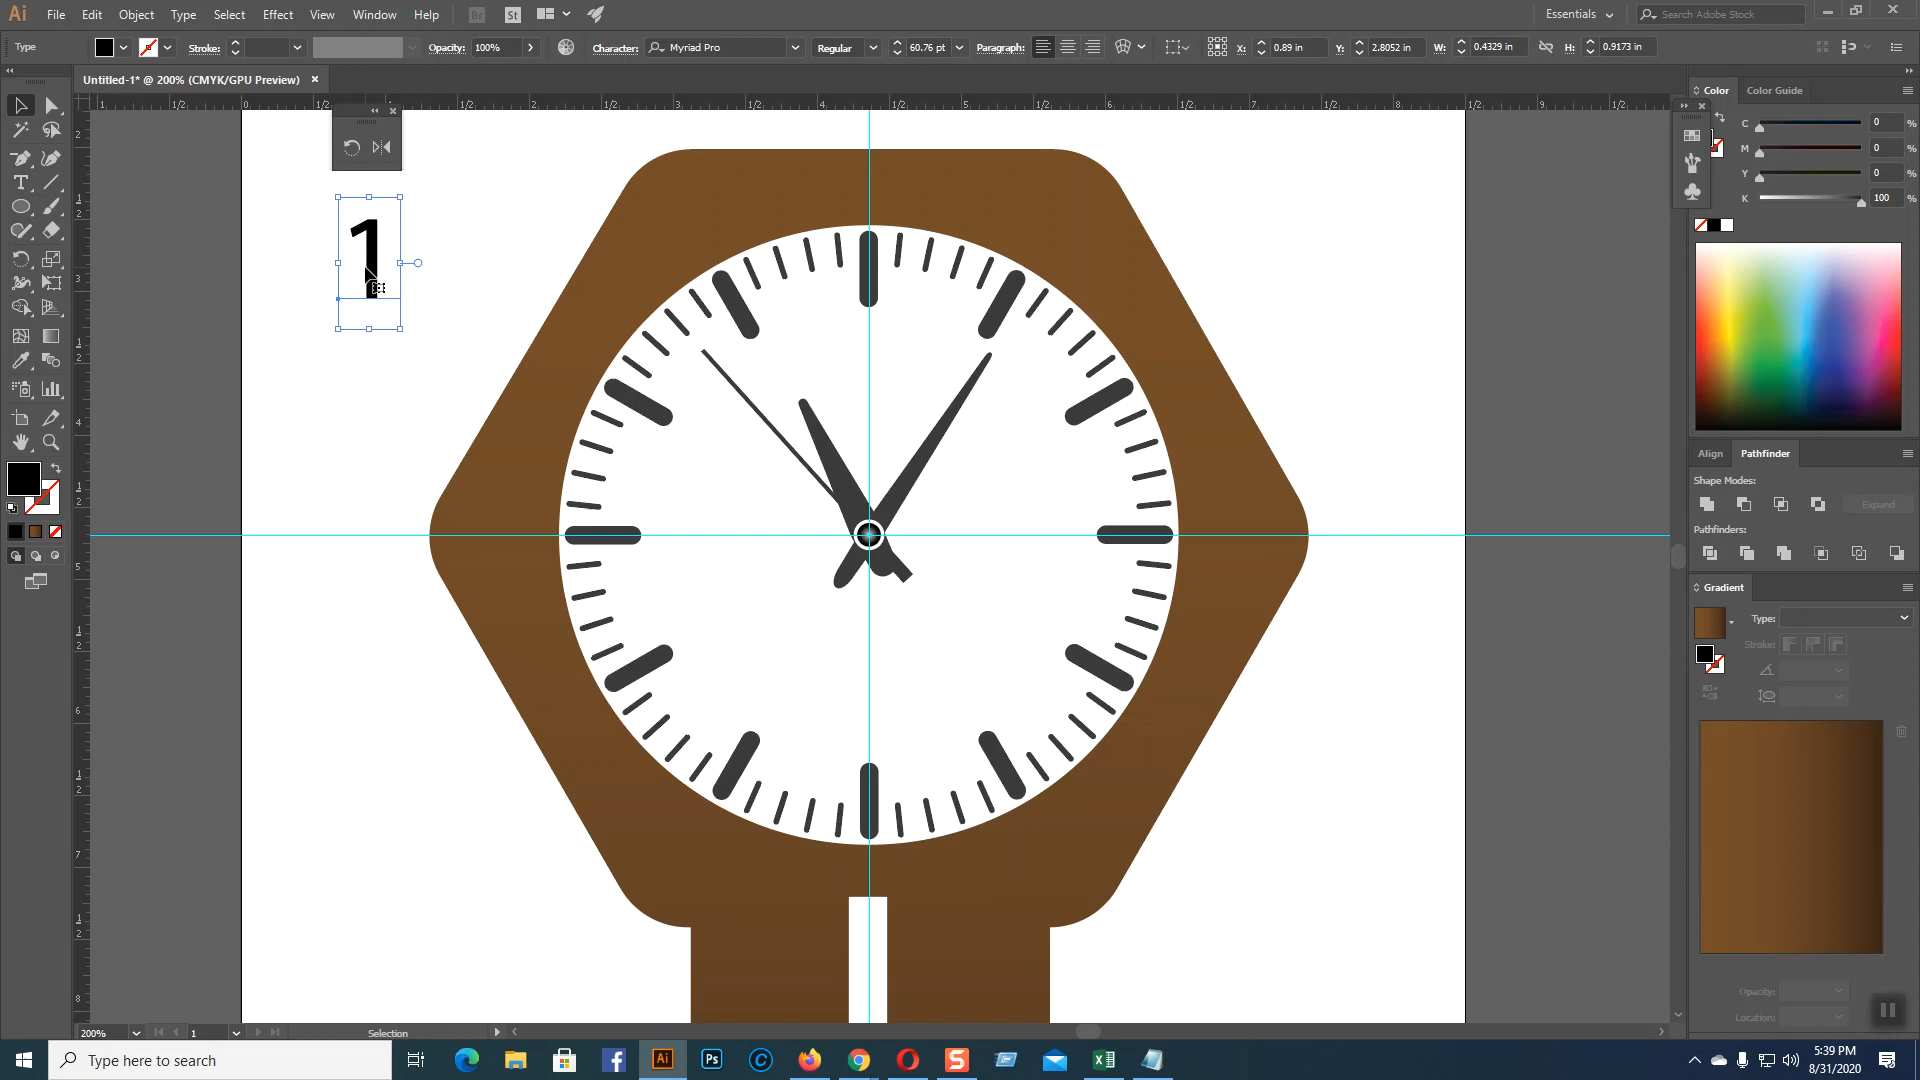 Ai File Edit Object Type Select Effect View Window Help Br St Essentials Search Adobe Stock
Type Stroke: Opacity: 100% Character: Myriad Pro Regular 60.76 pt Paragraph: X: 0.89 in Y: 2.8052 in W: 0.4329 in H: 0.9173 in
Untitled-1* @ 200% (CMYK/GPU Preview)
1
Color Color Guide
C 0 %
M 0 %
Y 0 %
K 100 %
Align Pathfinder
Shape Modes:
Expand
Pathfinders:
Gradient
Type:
Stroke:
Opacity:
Location:
200% 1 Selection
Type here to search
Ai Ps
5:39 PM
8/31/2020